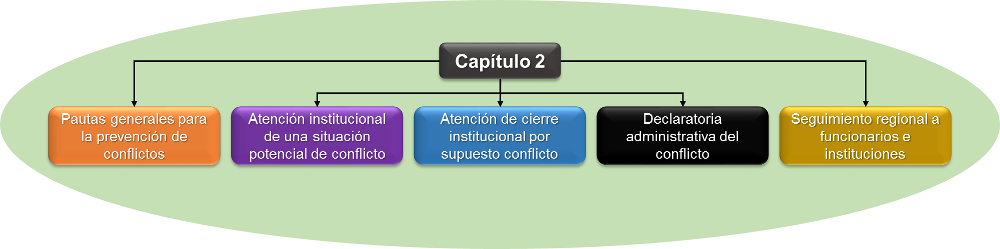 Capítulo 2
Pautas generales para
la prevención de
conflictos
Atención institucional
de una situación
potencial de conflicto
Atención de cierre
institucional por
supuesto conflicto
Declaratoria
administrativa del
conflicto
Seguimiento regional a
funcionarios e
instituciones